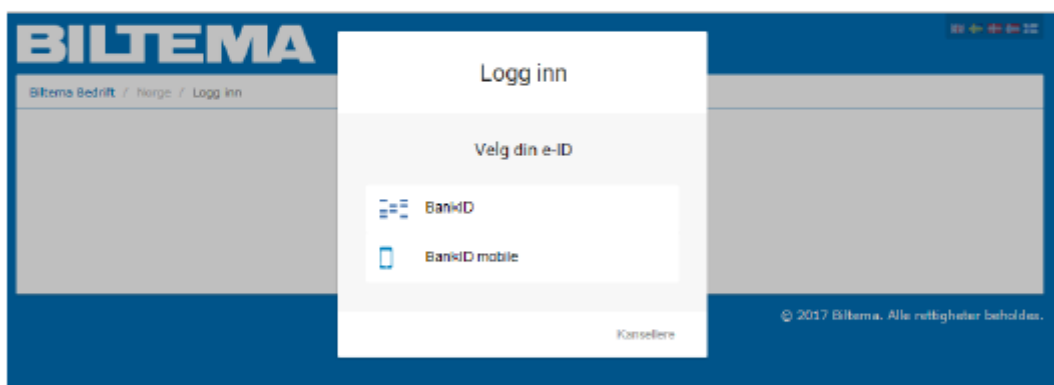 BILTEMA
Biltema Bedrift / Norge / Logg inn
Logg inn
Velg din e-ID
BankID
BankID mobile
Kansellere
© 2017 Biltema. Alle rettigheter beholdes.